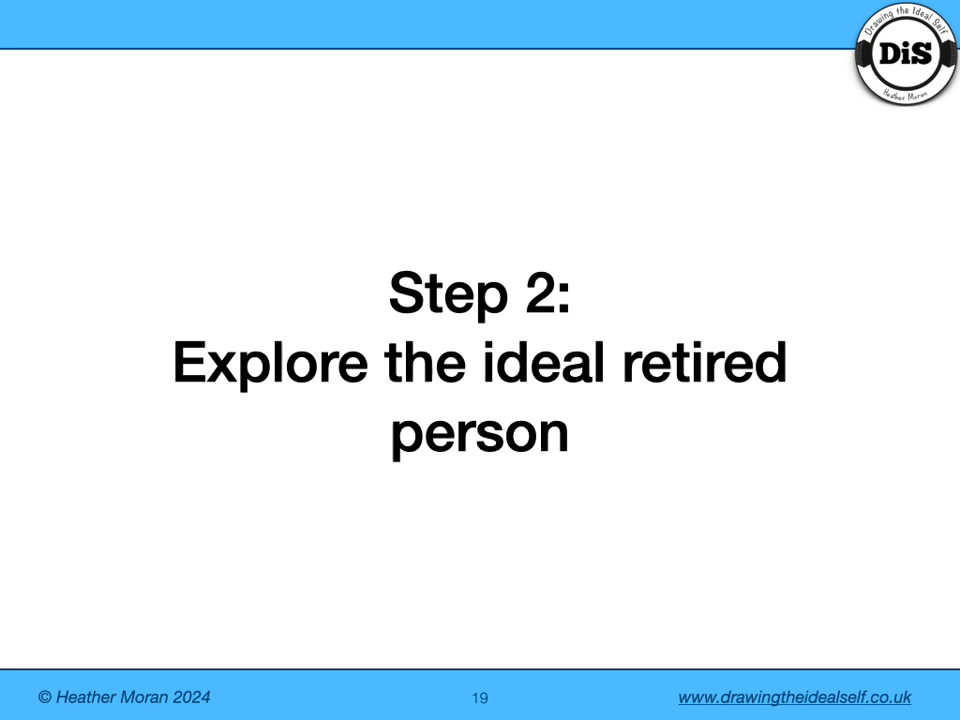 Drawing the Ideal Self
DiS
Heather Moran
Step 2:
Explore the ideal retired
person
© Heather Moran 2024
19
www.drawingtheidealself.co.uk